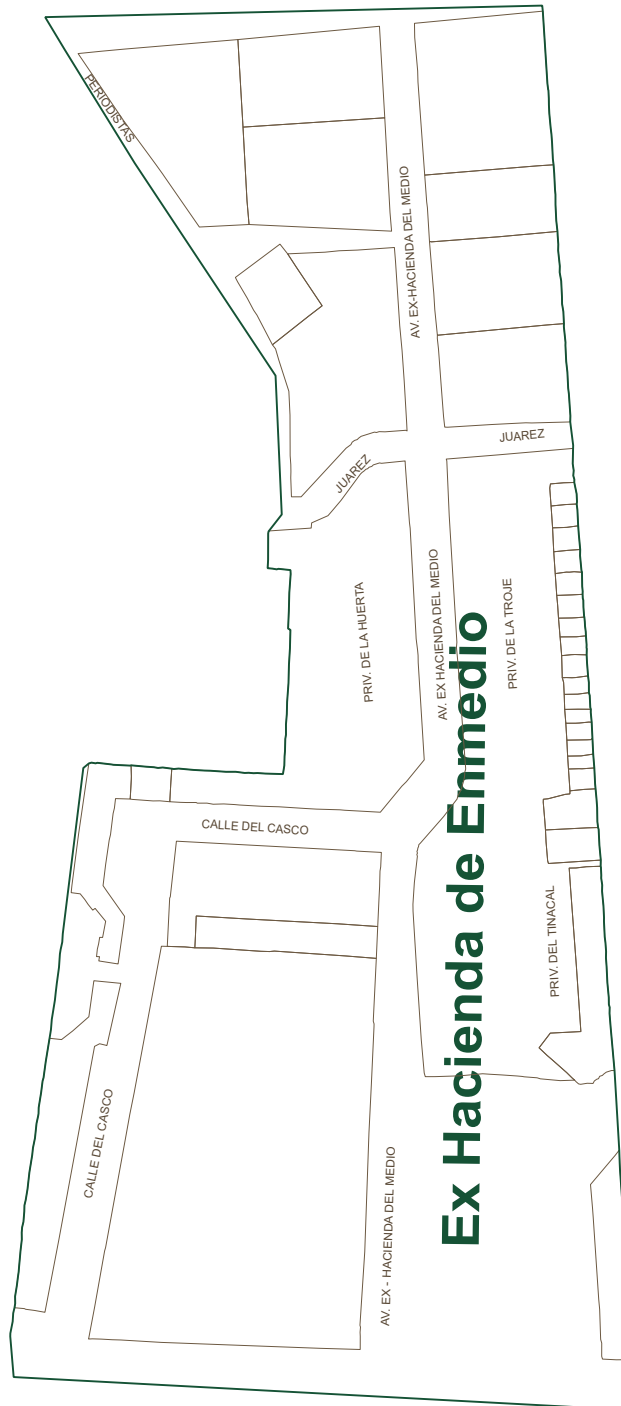 PERIODISTAS
AV. EX-HACIENDA DEL MEDIO
JUAREZ
JUAREZ
PRIV. DE LA HUERTA
AV. EX HACIENDA DEL MEDIO
PRIV. DE LA TROJE
Ex Hacienda de Enmedio
CALLE DEL CASCO
PRIV. DEL TINACAL
CALLE DEL CASCO
AV. EX - HACIENDA DEL MEDIO